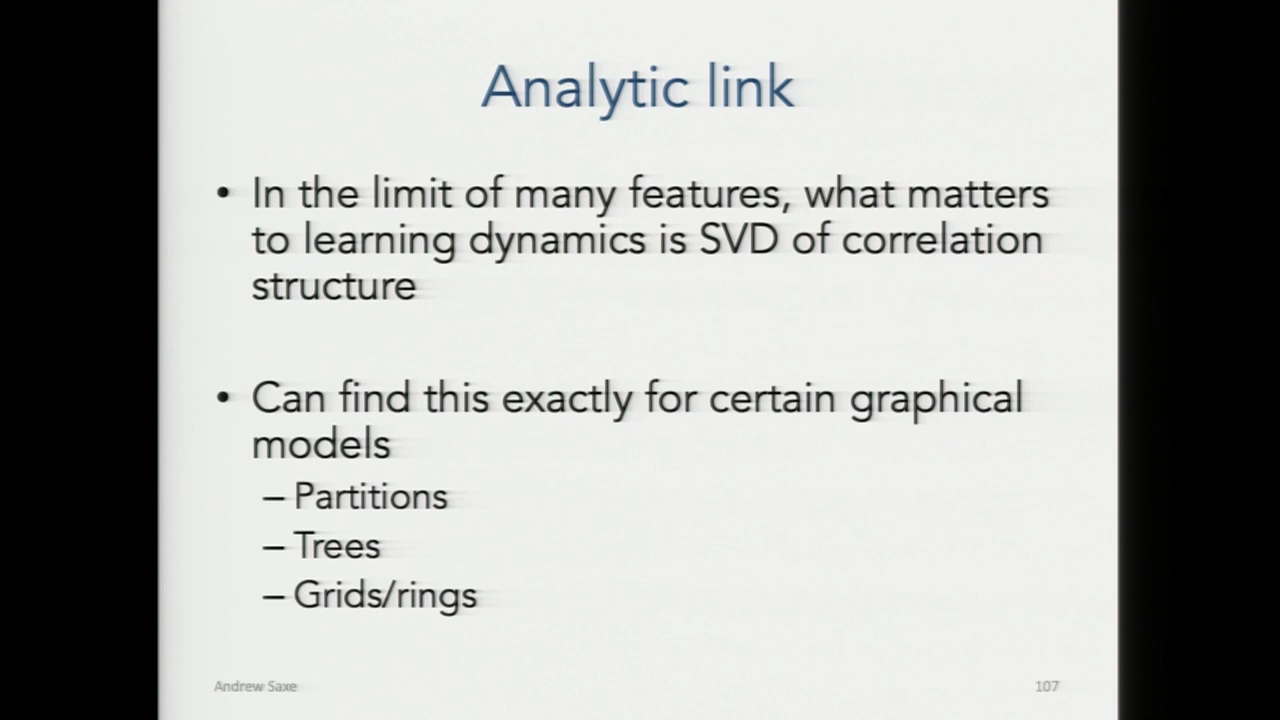 Analytic link
• In the limit of many features, what matters
to learning dynamics is SVD of correlation
structure
• Can find this exactly for certain graphical
models
– Partitions
– Trees
– Grids/rings
Andrew Saxe
107